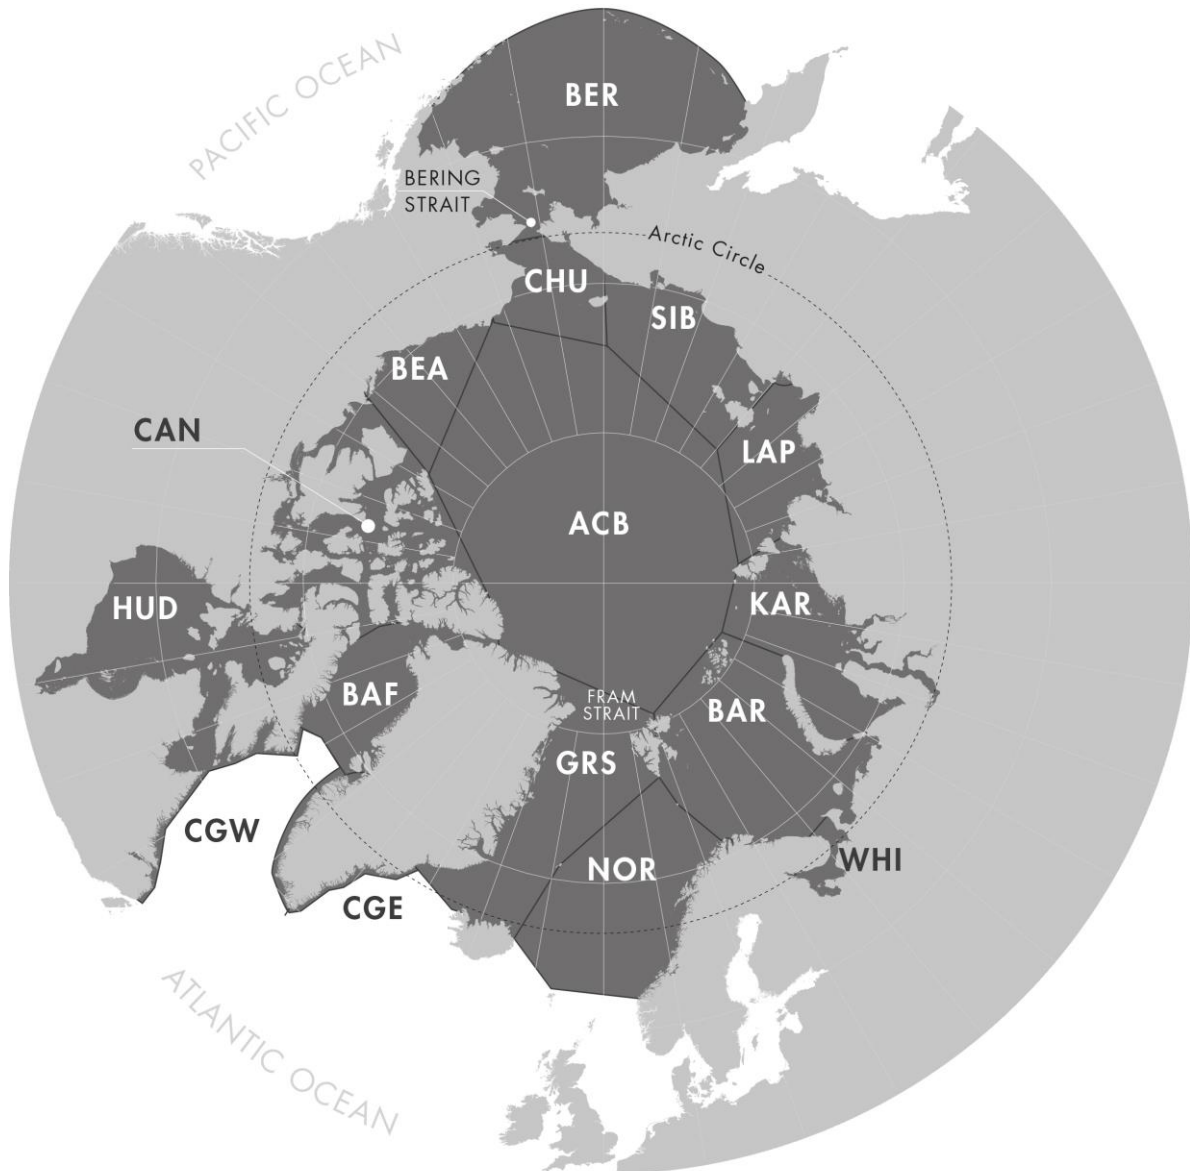 PACIFIC OCEAN
BER
BERING
STRAIT
Arctic Circle
CHU
SIB
BEA
CAN
LAP
ACB
HUD
KAR
BAF
FRAM
STRAIT
BAR
GRS
CGW
NOR
WHI
CGE
ATLANTIC OCEAN